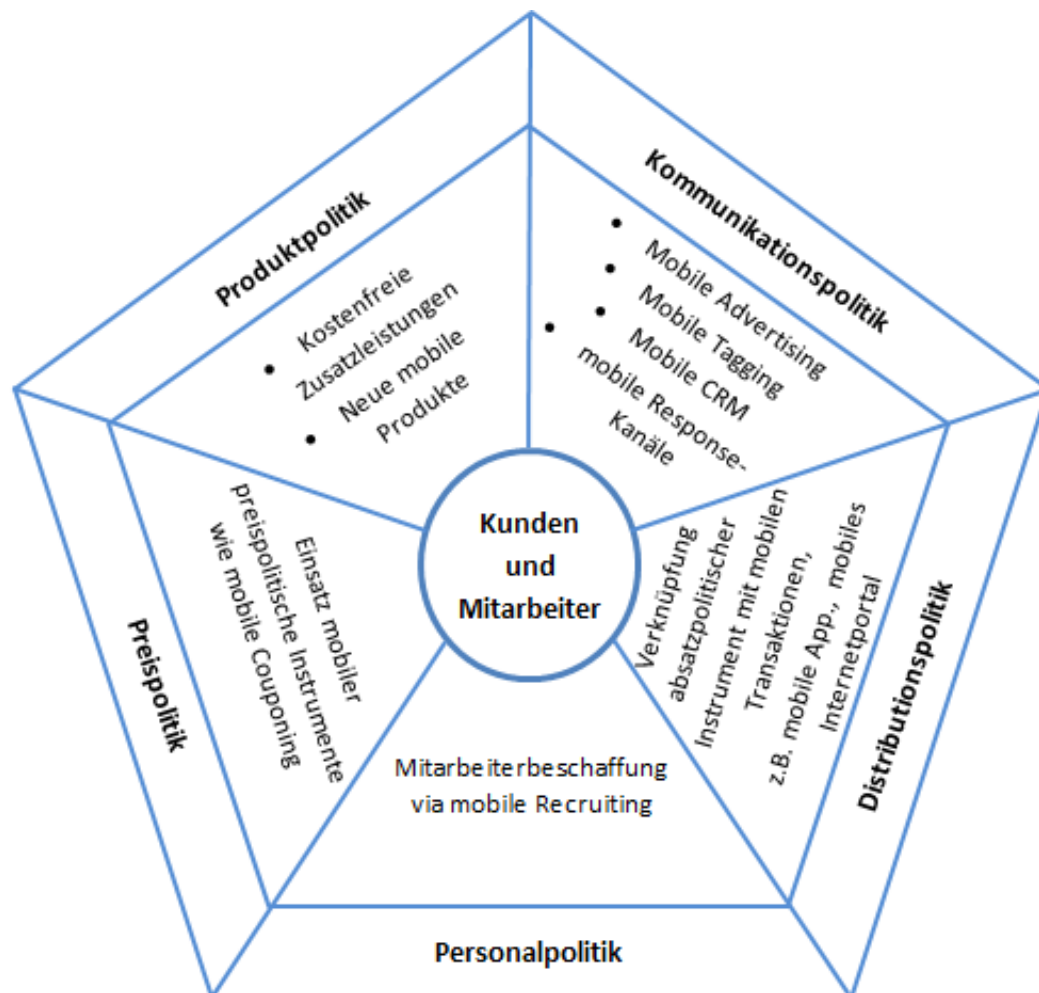 Produktpolitik
Kostenfreie
Zusatzleistungen
Neue mobile
Produkte
Kommunikationspolitik
Mobile Advertising
Mobile Tagging
Mobile CRM
mobile Response-
Kanäle
Kunden
und
Mitarbeiter
Preispolitik
Einsatz mobiler
preispolitische Instrumente
wie mobile Couponing
Distributionspolitik
Verknüpfung
absatzpolitischer
Instrument mit mobilen
Transaktionen,
z.B. mobile App., mobiles
Internetportal
Mitarbeiterbeschaffung
via mobile Recruiting
Personalpolitik